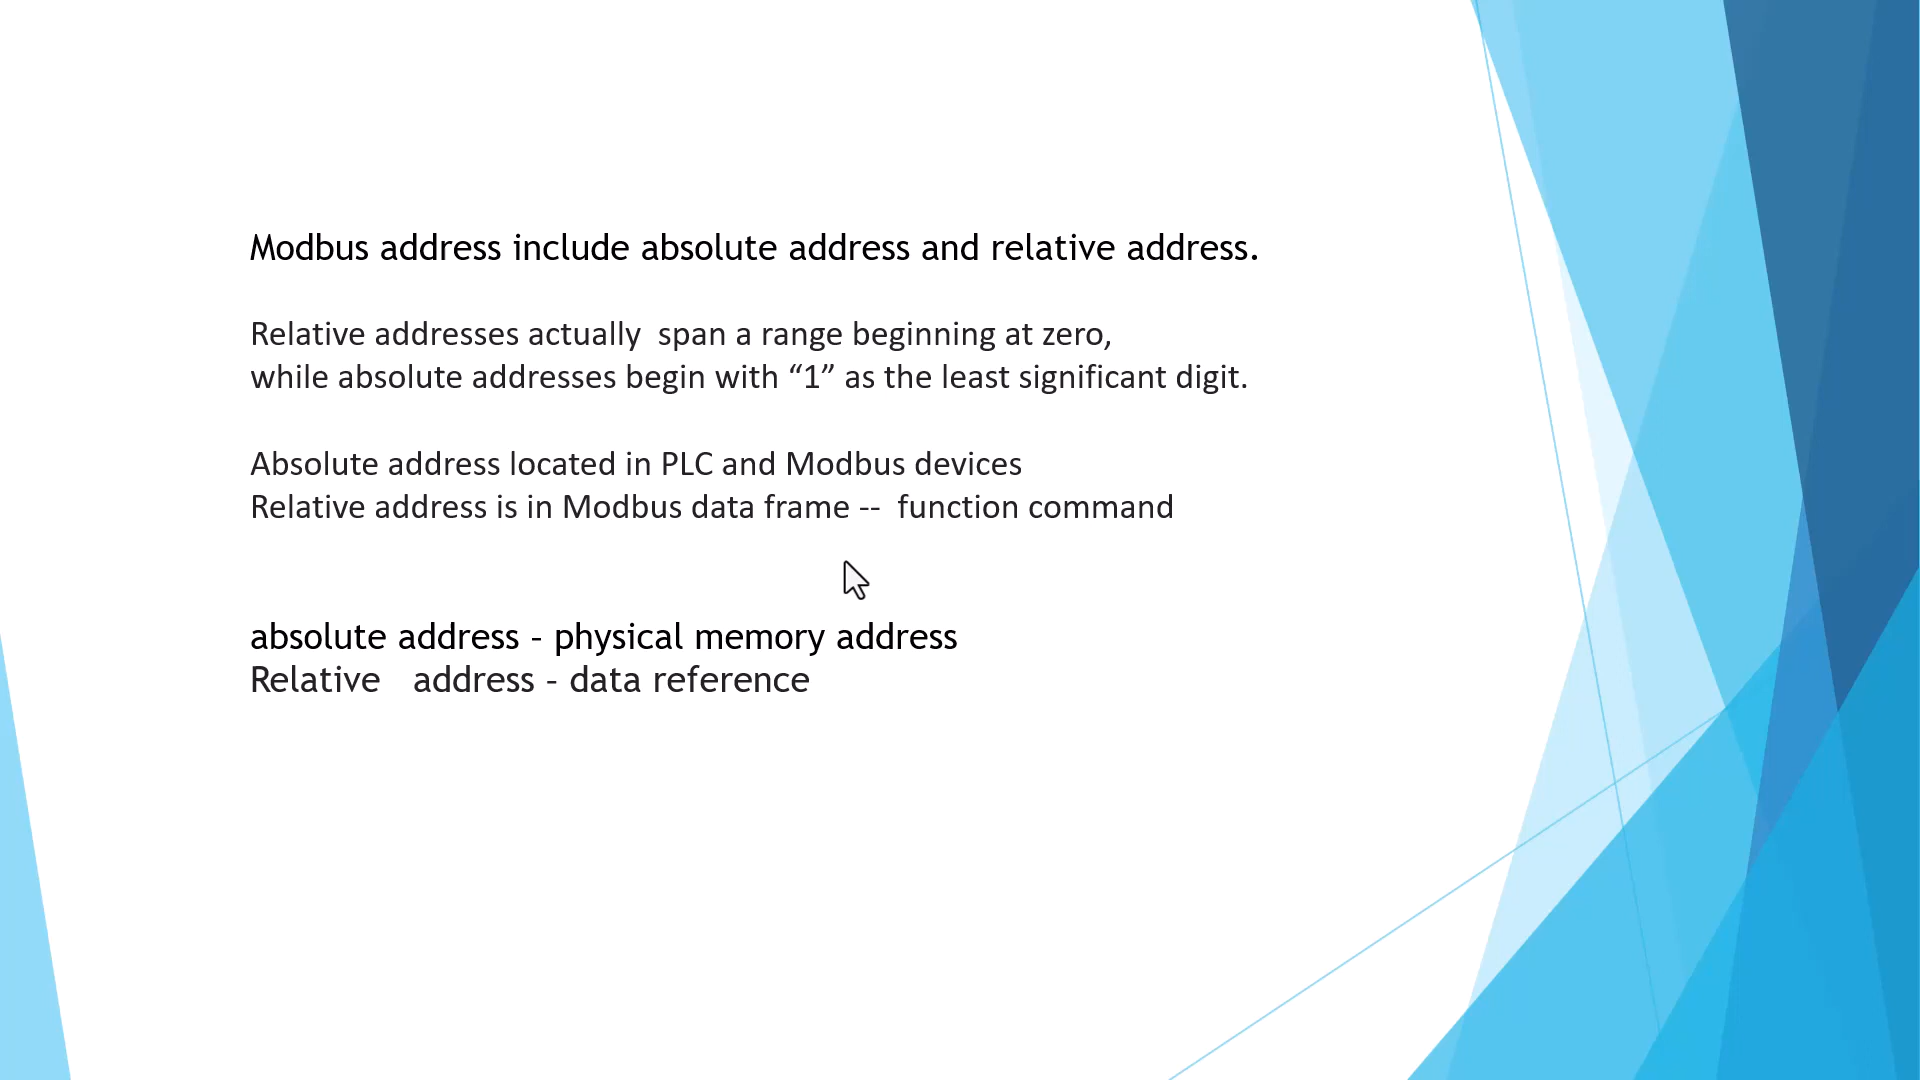 Modbus address include absolute address and relative address.
Relative addresses actually  span a range beginning at zero,
while absolute addresses begin with “1” as the least significant digit.
Absolute address located in PLC and Modbus devices
Relative address is in Modbus data frame --  function command
absolute address - physical memory address
Relative   address - data reference